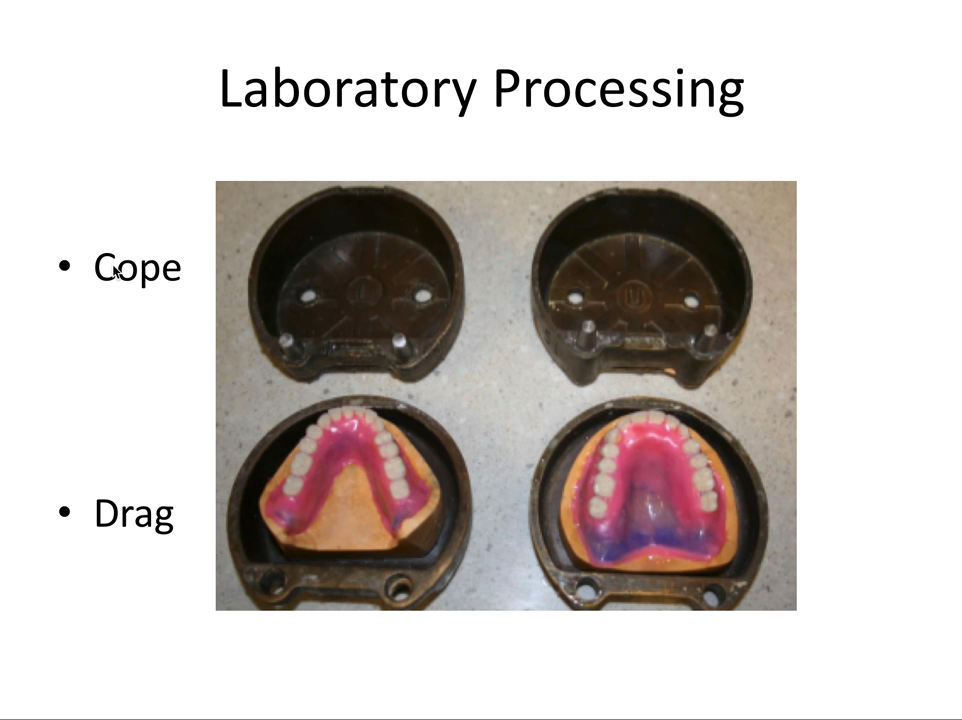 Laboratory Processing
• Cope
• Drag